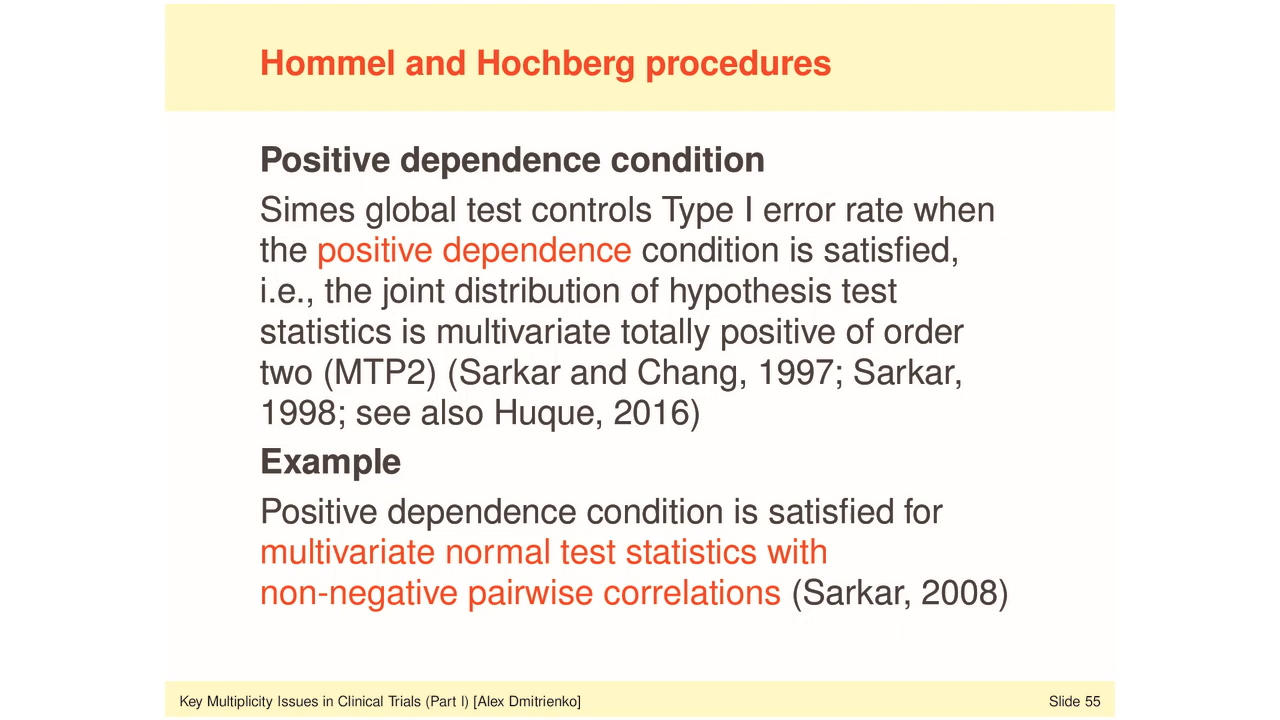 Hommel and Hochberg procedures
Positive dependence condition
Simes global test controls Type I error rate when
the positive dependence condition is satisfied,
i.e., the joint distribution of hypothesis test
statistics is multivariate totally positive of order
two (MTP2) (Sarkar and Chang, 1997; Sarkar,
1998; see also Huque, 2016)
Example
Positive dependence condition is satisfied for
multivariate normal test statistics with
non-negative pairwise correlations (Sarkar, 2008)
Key Multiplicity Issues in Clinical Trials (Part I) [Alex Dmitrienko]
Slide 55